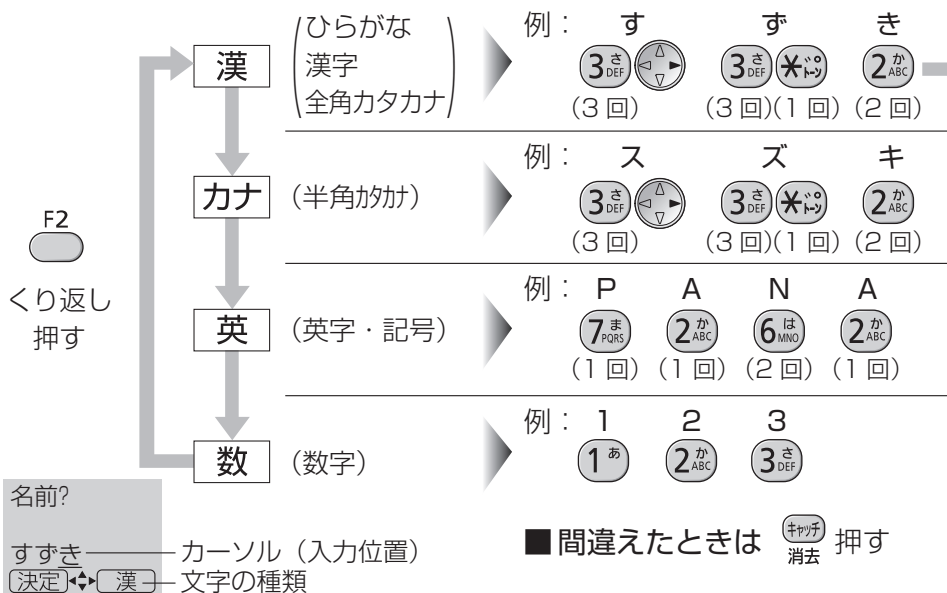 F2
くり返し
押す
漢
(ひらがな
漢字
全角カタカナ)
例： す ず き
3さDEF 3さDEF ＊゛゜トーン 2かABC
(3 回) (3 回)(1 回) (2 回)
カナ
(半角ｶﾀｶﾅ)
例： ス ズ キ
3さDEF 3さDEF ＊゛゜トーン 2かABC
(3 回) (3 回)(1 回) (2 回)
英
(英字・記号)
例： P A N A
7まPQRS 2かABC 6はMNO 2かABC
(1 回) (1 回) (2 回) (1 回)
数
(数字)
例： 1 2 3
1あ 2かABC 3さDEF
名前?
すずき カーソル（入力位置）
決定 漢 文字の種類
■間違えたときは ｷｬｯﾁ 消去 押す